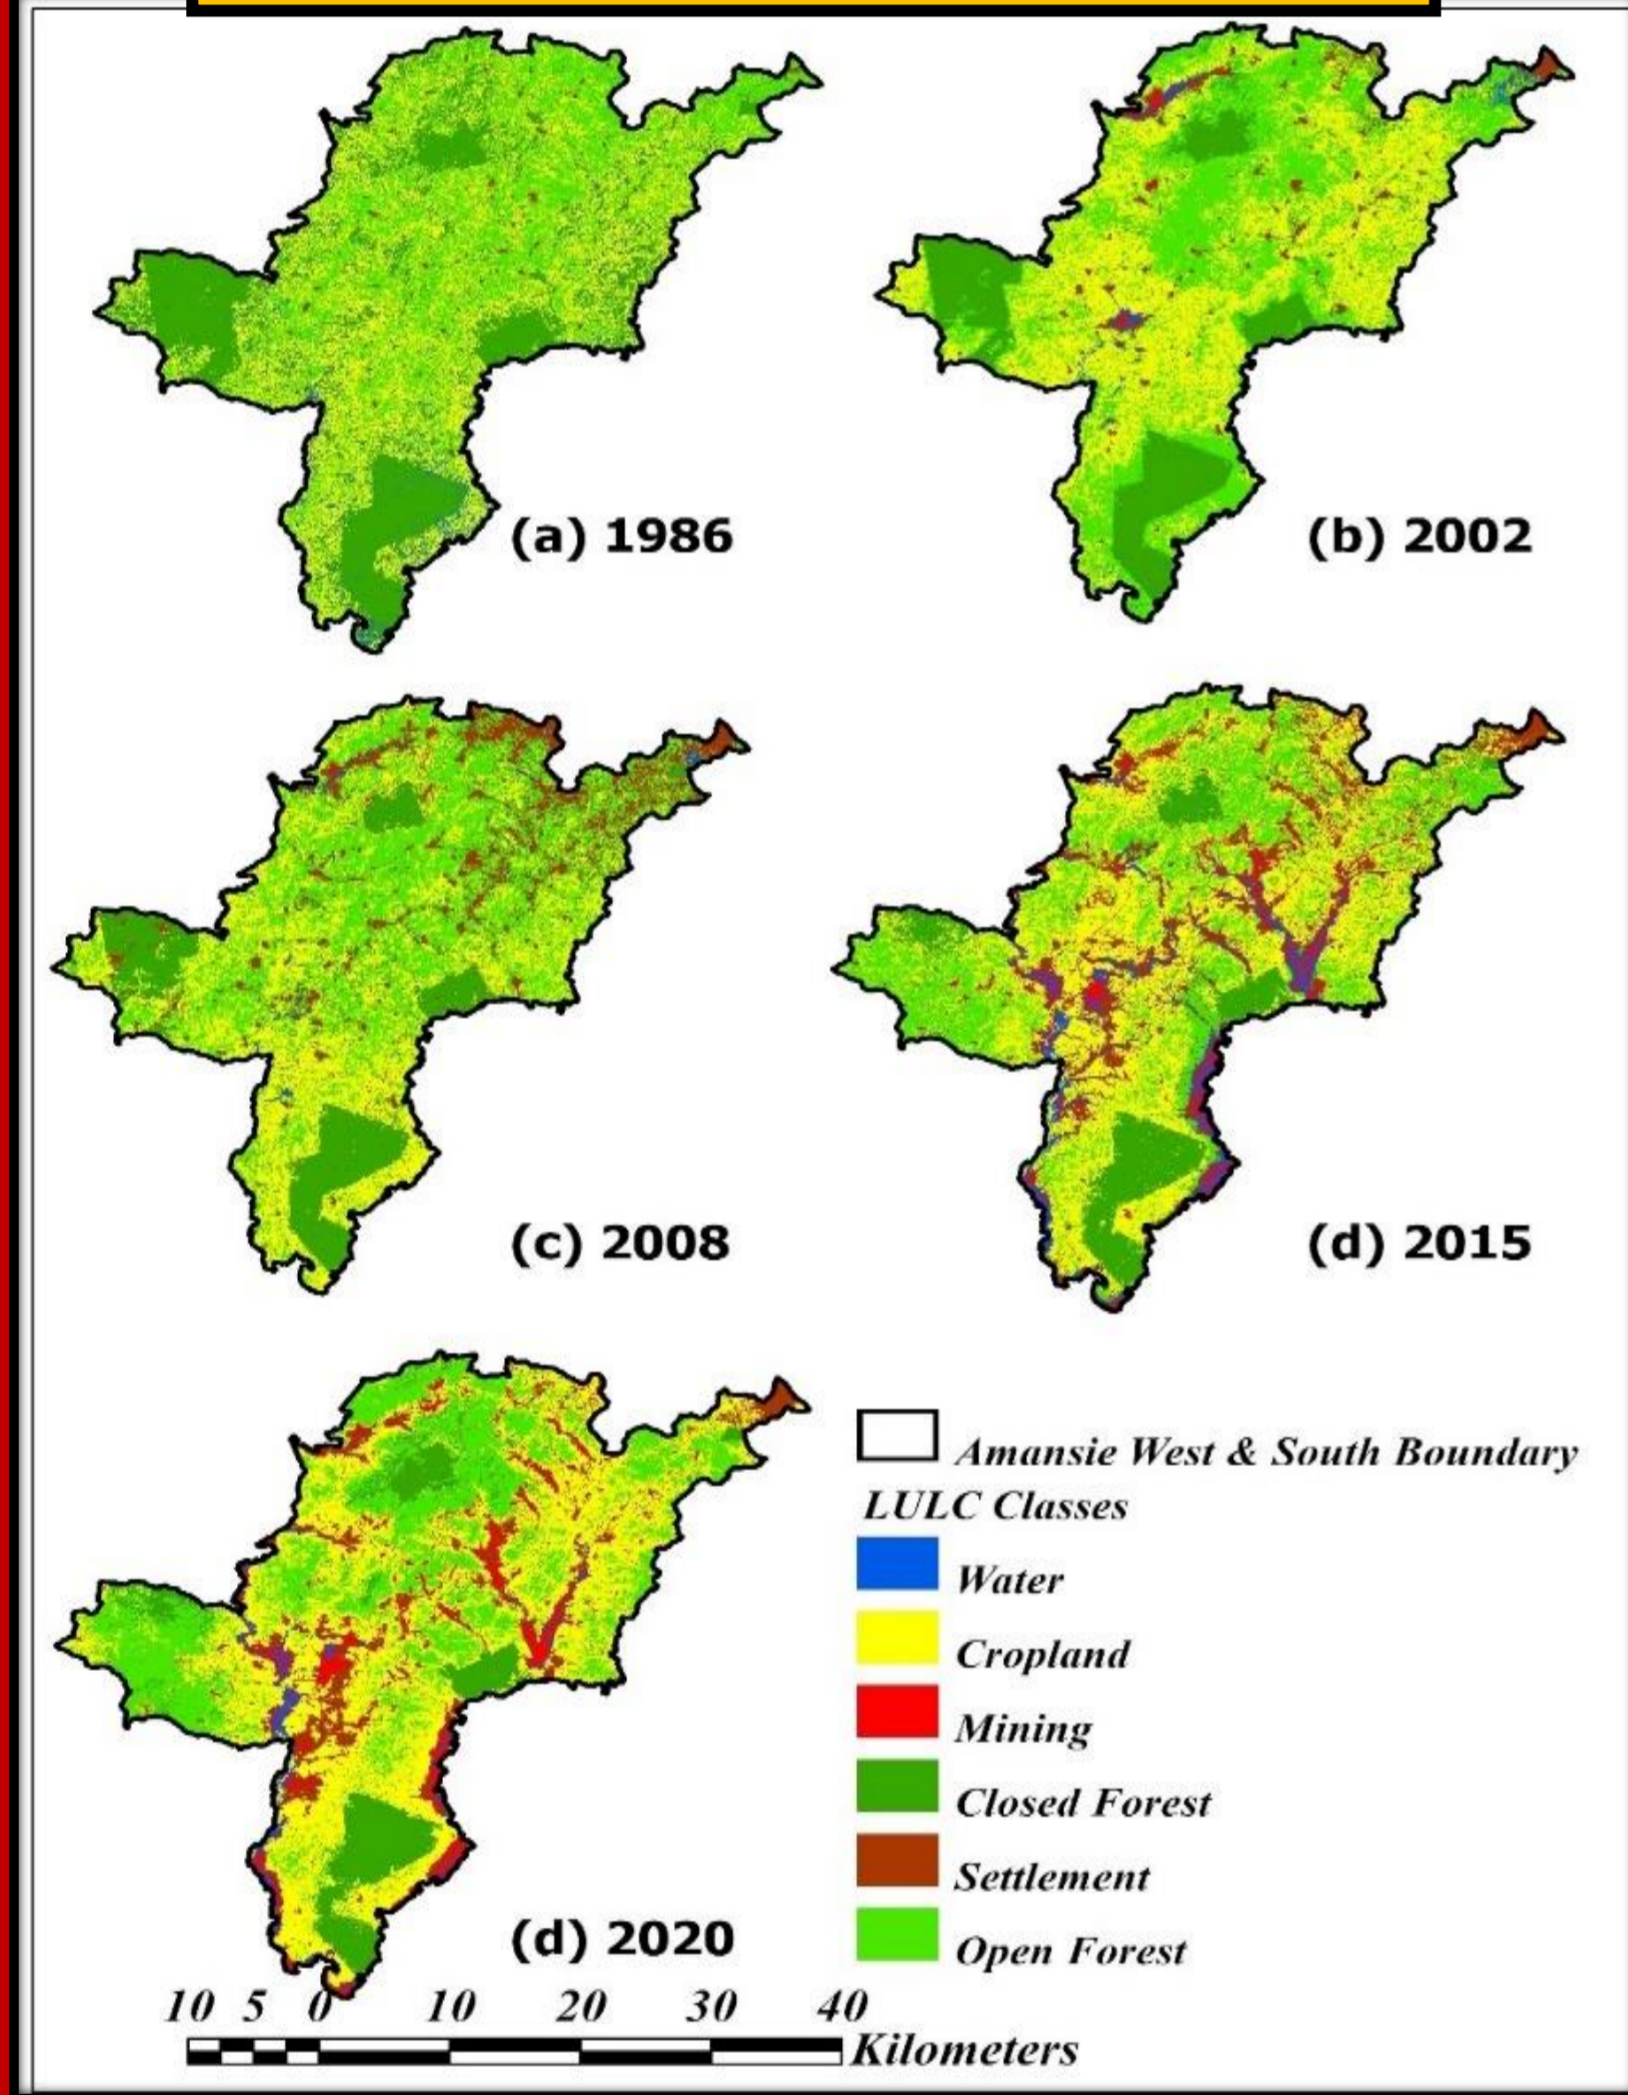 (a) 1986
(b) 2002
(c) 2008
(d) 2015
(d) 2020
Amansie West & South Boundary
LULC Classes
Water
Cropland
Mining
Closed Forest
Settlement
Open Forest
10 5 0 10 20 30 40
Kilometers